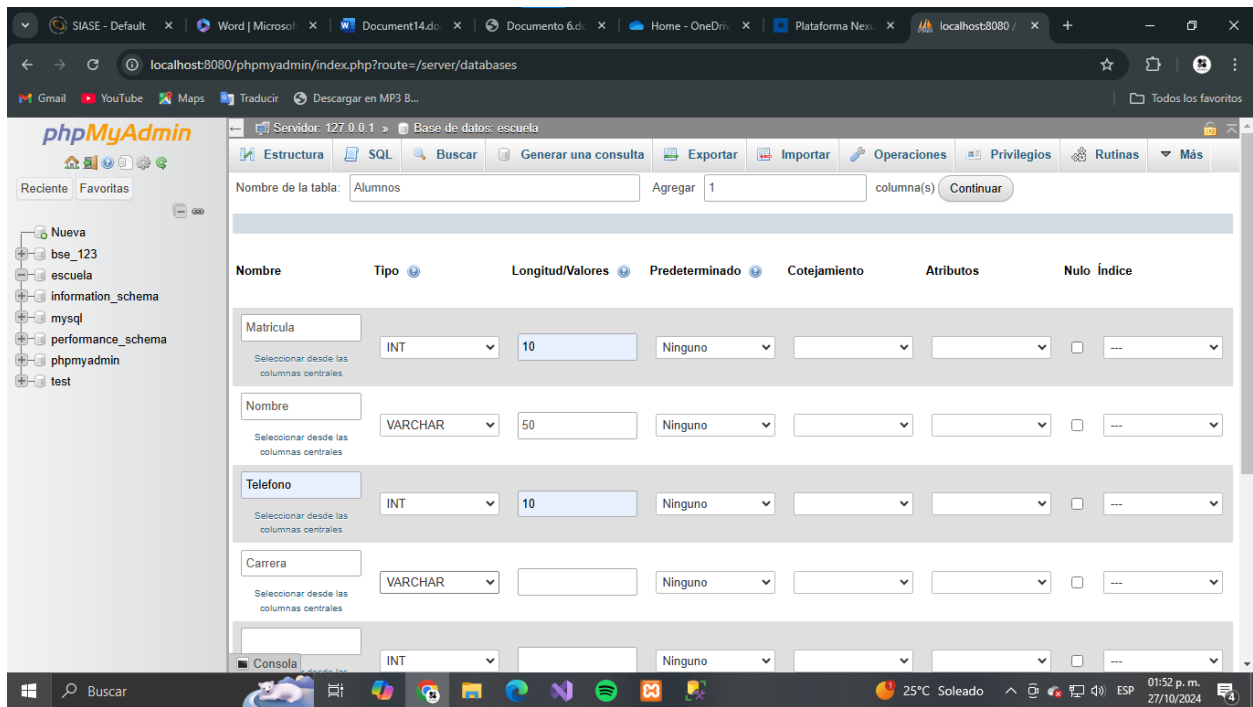 SIASE - Default
Word | Microsof
Document14.do
Documento 6.dc
Home - OneDriv
Plataforma Nexu
localhost:8080 /
localhost:8080/phpmyadmin/index.php?route=/server/databases
Gmail YouTube Maps Traducir Descargar en MP3 B... Todos los favoritos
phpMyAdmin
Reciente Favoritas
Nueva
bse_123
escuela
information_schema
mysql
performance_schema
phpmyadmin
test
Servidor: 127.0.0.1 » Base de datos: escuela
Estructura SQL Buscar Generar una consulta Exportar Importar Operaciones Privilegios Rutinas Más
Nombre de la tabla: Alumnos Agregar 1 columna(s) Continuar
Nombre Tipo Longitud/Valores Predeterminado Cotejamiento Atributos Nulo Índice
Matricula
INT 10 Ninguno ---
Seleccionar desde las
columnas centrales
Nombre
VARCHAR 50 Ninguno ---
Seleccionar desde las
columnas centrales
Telefono
INT 10 Ninguno ---
Seleccionar desde las
columnas centrales
Carrera
VARCHAR Ninguno ---
Seleccionar desde las
columnas centrales
INT Ninguno ---
Consola
Buscar
25°C Soleado
ESP
01:52 p. m.
27/10/2024
4